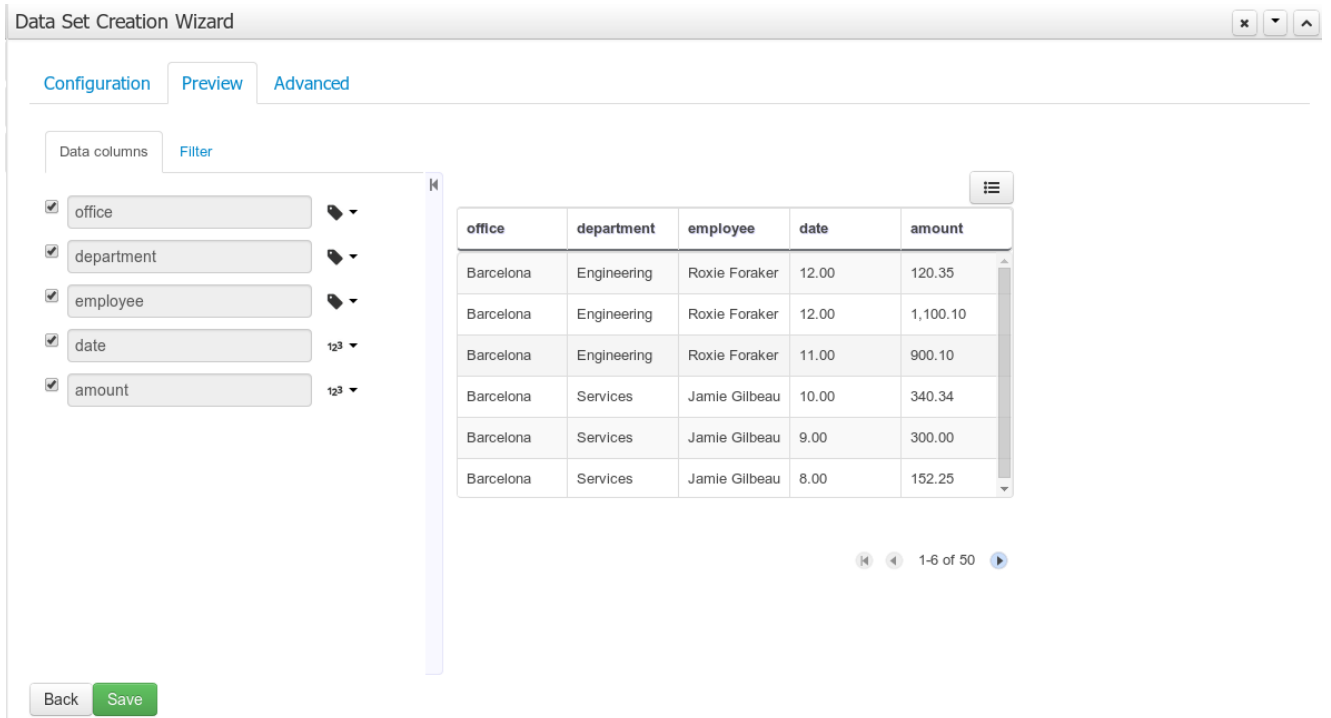 Data Set Creation Wizard
Configuration Preview Advanced
Data columns Filter
office
department
employee
date 123
amount 123
office department employee date amount
Barcelona Engineering Roxie Foraker 12.00 120.35
Barcelona Engineering Roxie Foraker 12.00 1,100.10
Barcelona Engineering Roxie Foraker 11.00 900.10
Barcelona Services Jamie Gilbeau 10.00 340.34
Barcelona Services Jamie Gilbeau 9.00 300.00
Barcelona Services Jamie Gilbeau 8.00 152.25
1-6 of 50
Back Save